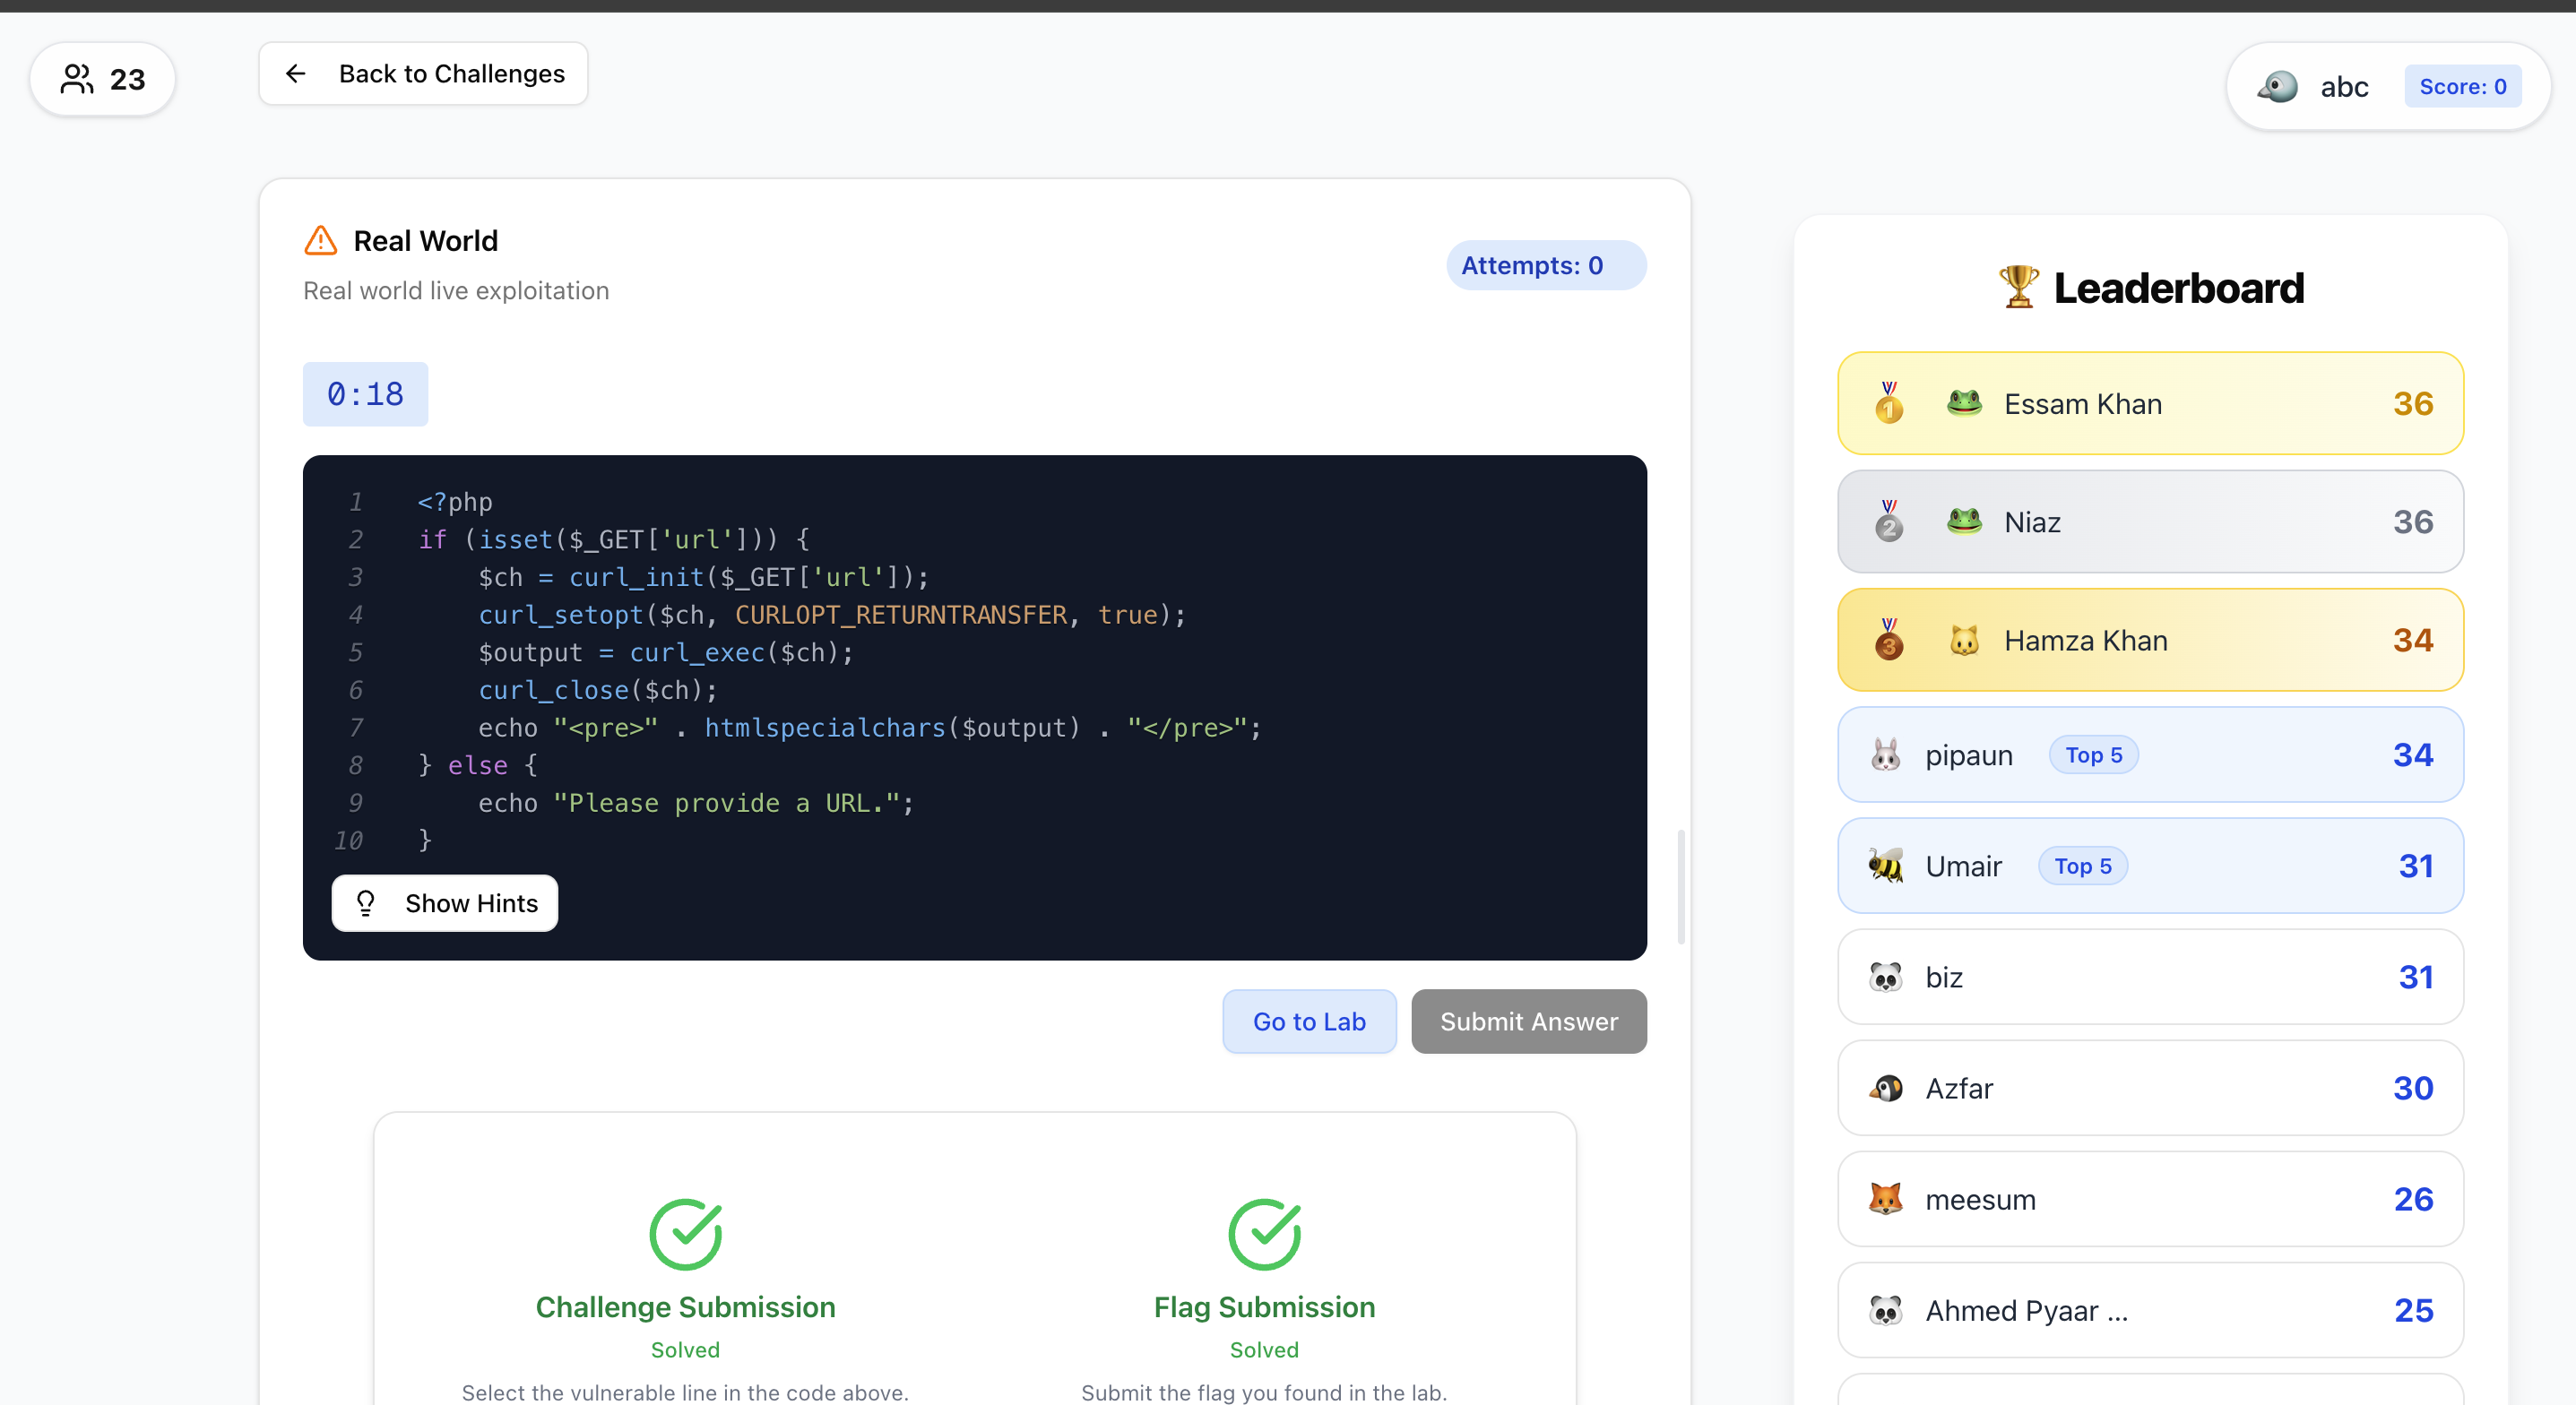 23
Back to Challenges
abc
Score: 0
Real World
Real world live exploitation
Attempts: 0
0:18
1 <?php
2 if (isset($_GET['url'])) {
3     $ch = curl_init($_GET['url']);
4     curl_setopt($ch, CURLOPT_RETURNTRANSFER, true);
5     $output = curl_exec($ch);
6     curl_close($ch);
7     echo "<pre>" . htmlspecialchars($output) . "</pre>";
8 } else {
9     echo "Please provide a URL.";
10 }
Show Hints
Go to Lab
Submit Answer
Challenge Submission
Solved
Select the vulnerable line in the code above.
Flag Submission
Solved
Submit the flag you found in the lab.
🏆 Leaderboard
1 Essam Khan 36
2 Niaz 36
3 Hamza Khan 34
pipaun Top 5 34
Umair Top 5 31
biz 31
Azfar 30
meesum 26
Ahmed Pyaar ... 25